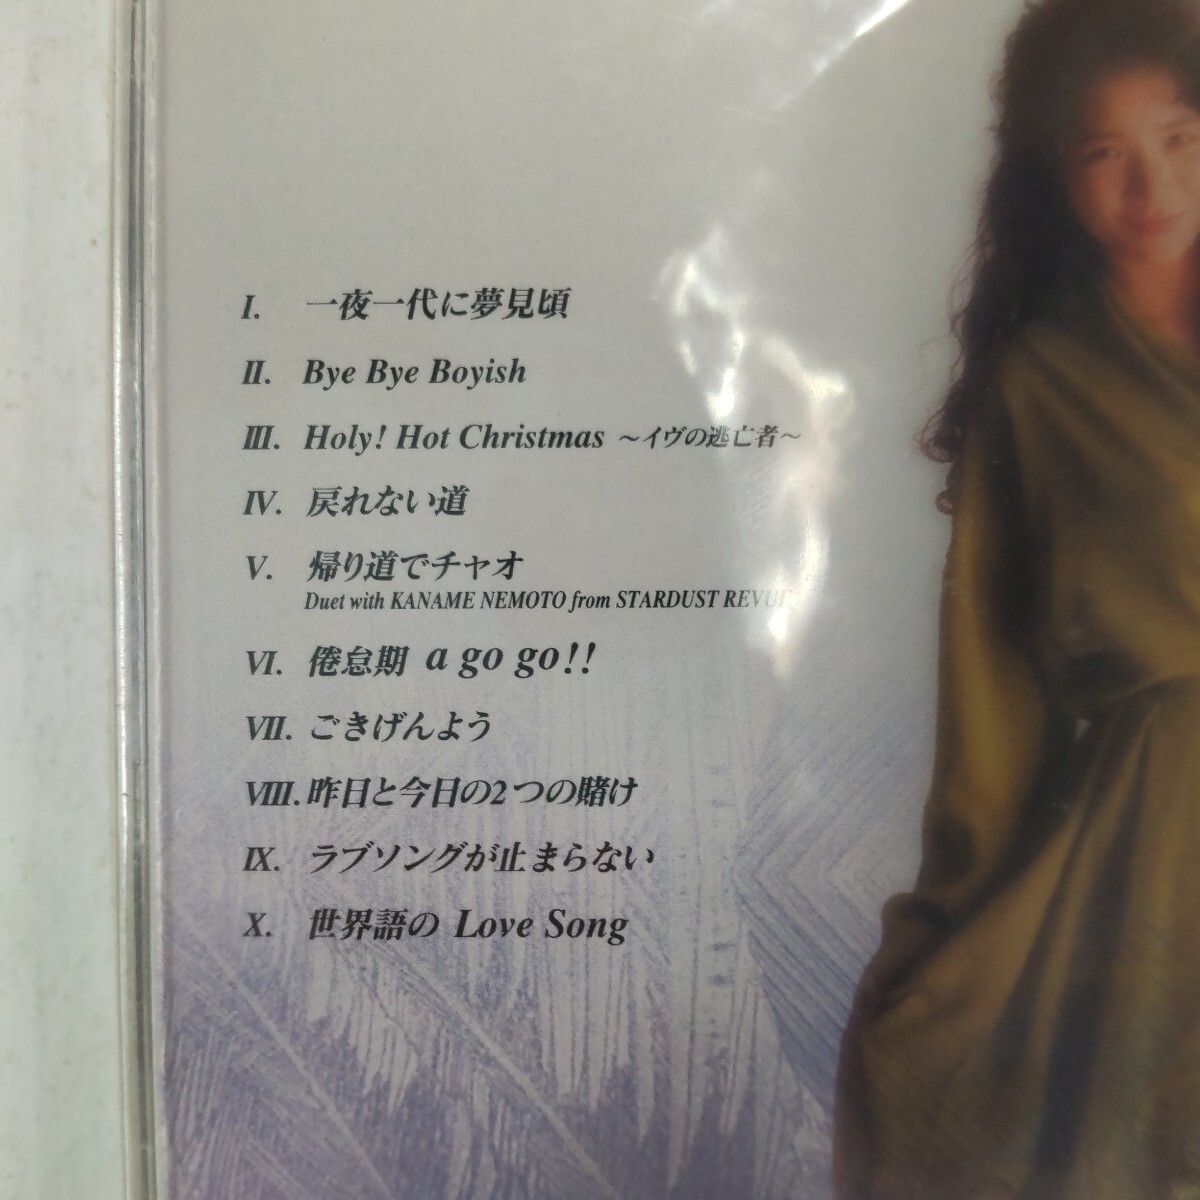 I. 一夜一代に夢見頃
II. Bye Bye Boyish
III. Holy! Hot Christmas ～イヴの逃亡者～
IV. 戻れない道
V. 帰り道でチャオ
Duet with KANAME NEMOTO from STARDUST REVUE
VI. 倦怠期 a go go!!
VII. ごきげんよう
VIII. 昨日と今日の2つの賭け
IX. ラブソングが止まらない
X. 世界語の Love Song